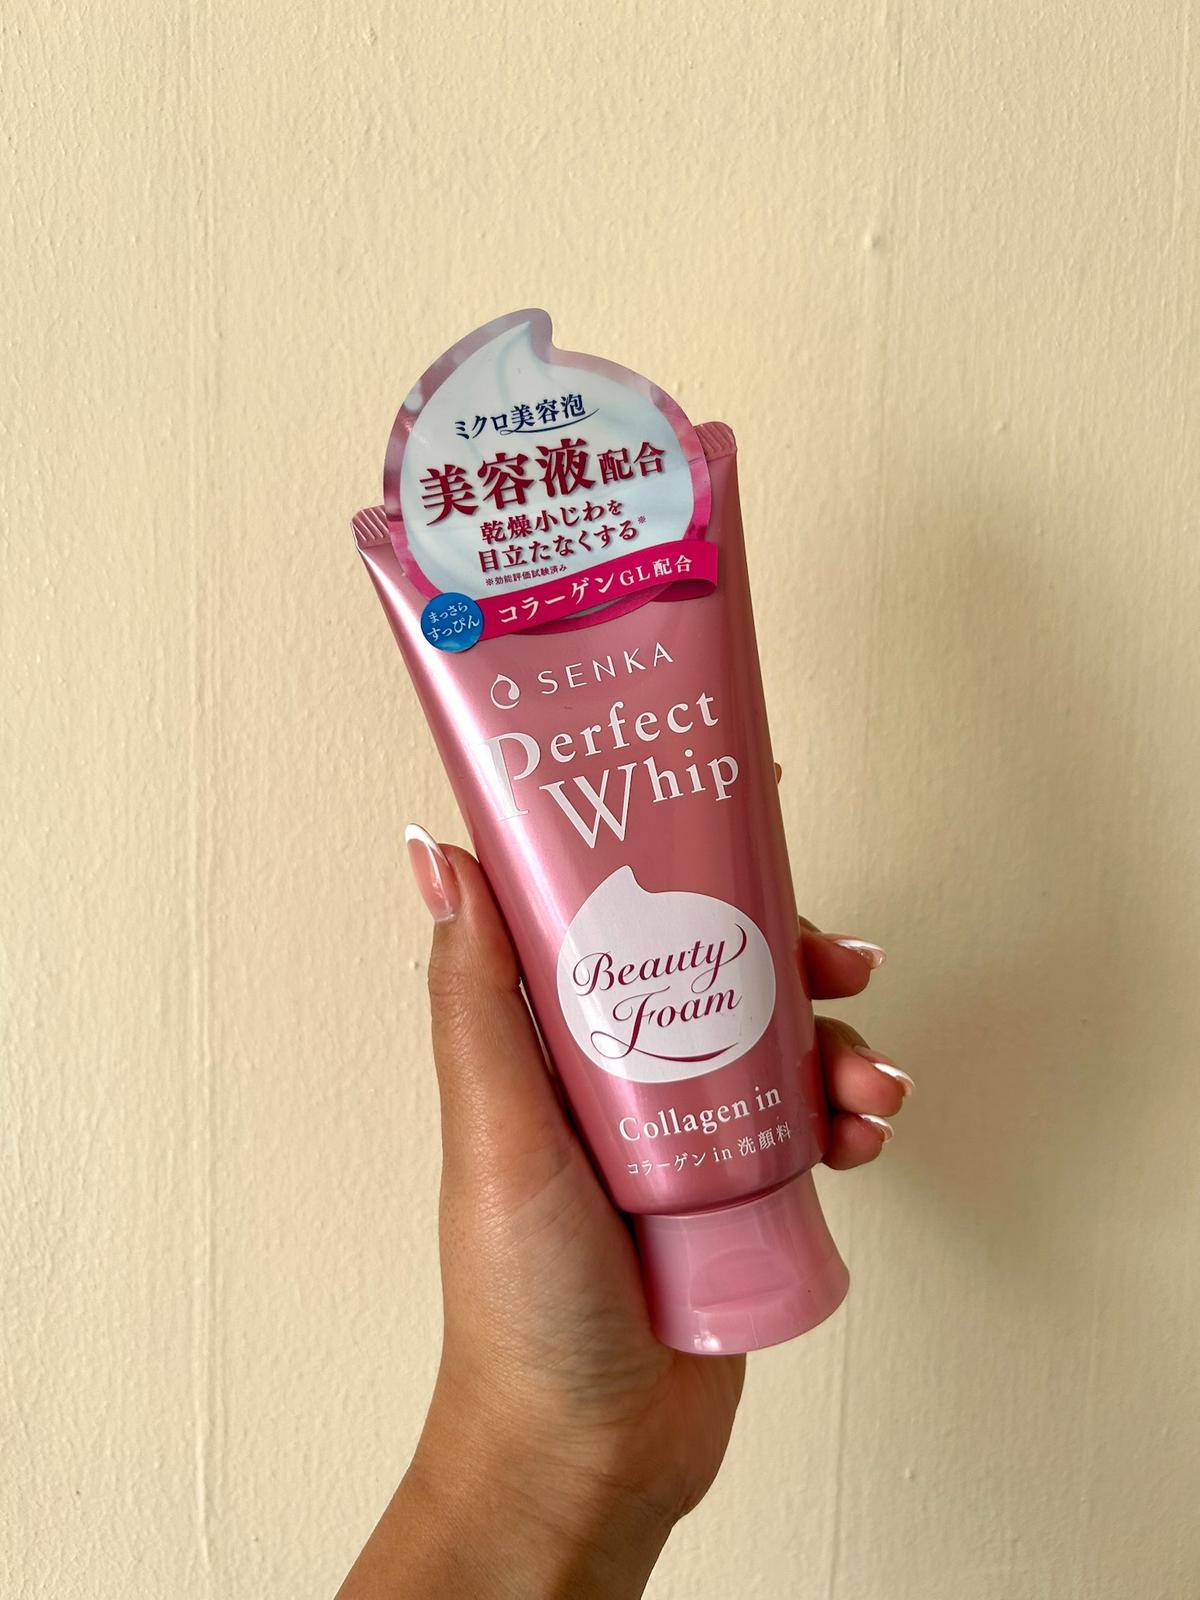 ミクロ美容泡
美容液配合
乾燥小じわを
目立たなくする※
※効能評価試験済み
コラーゲンGL配合
まっさら
すっぴん
SENKA
Perfect
Whip
Beauty
Foam
Collagen in
コラーゲン in 洗顔料